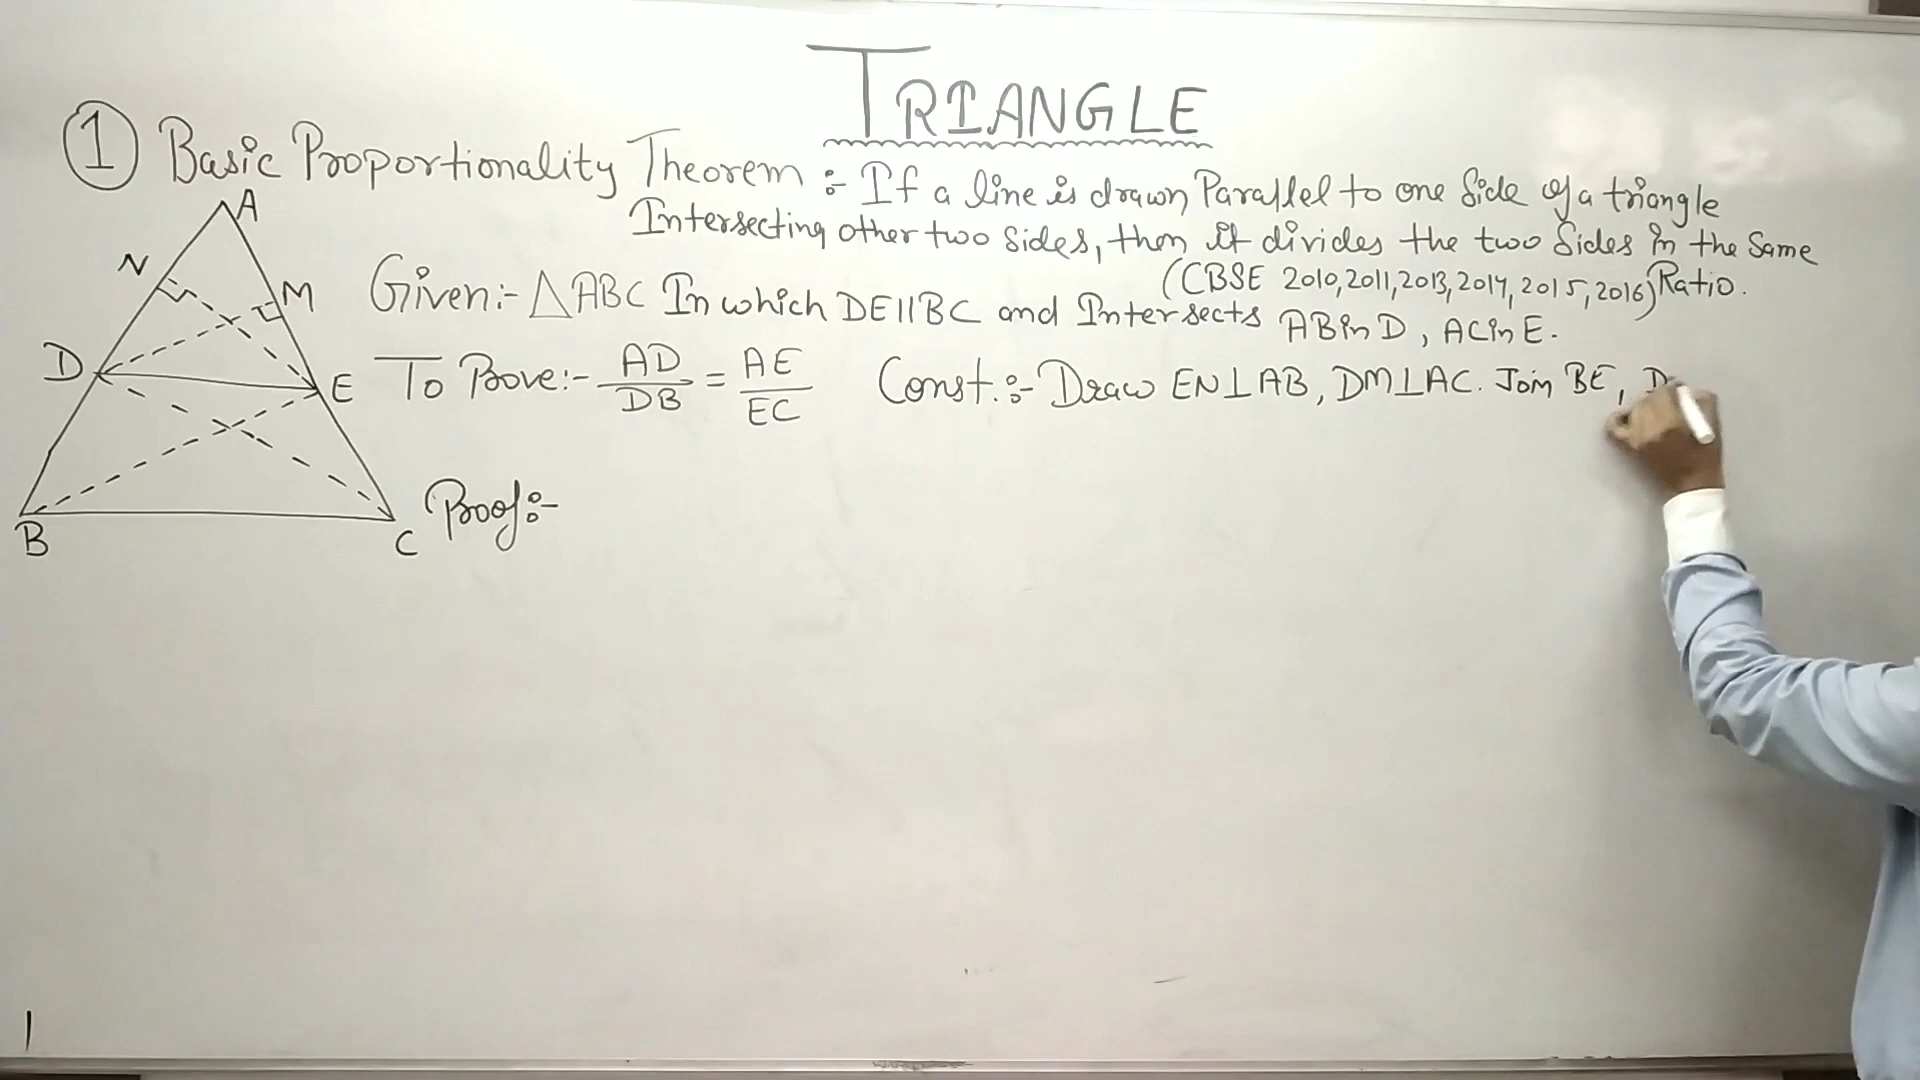 TRIANGLE
① Basic Proportionality Theorem :- If a line is drawn Parallel to one Side of a triangle
Intersecting other two sides, then it divides the two Sides in the Same
(CBSE 2010,2011,2013,2014,2015,2016) Ratio.
Given:- △ABC In which DE||BC and Intersects AB in D, AC in E.
To Prove:- AD/DB = AE/EC Const.:- Draw EN⊥AB, DM⊥AC. Join BE, D
Proof:-
A
N
M
D
E
B
C
1